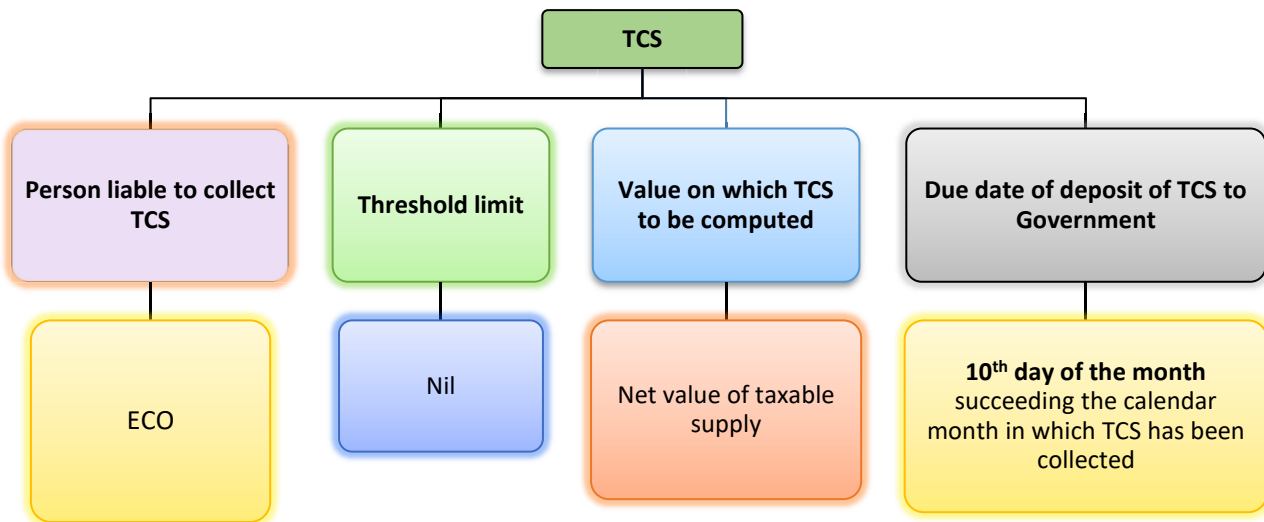 TCS
Person liable to collect
TCS
Threshold limit
Value on which TCS
to be computed
Due date of deposit of TCS to
Government
ECO
Nil
Net value of taxable
supply
10th day of the month
succeeding the calendar
month in which TCS has been
collected